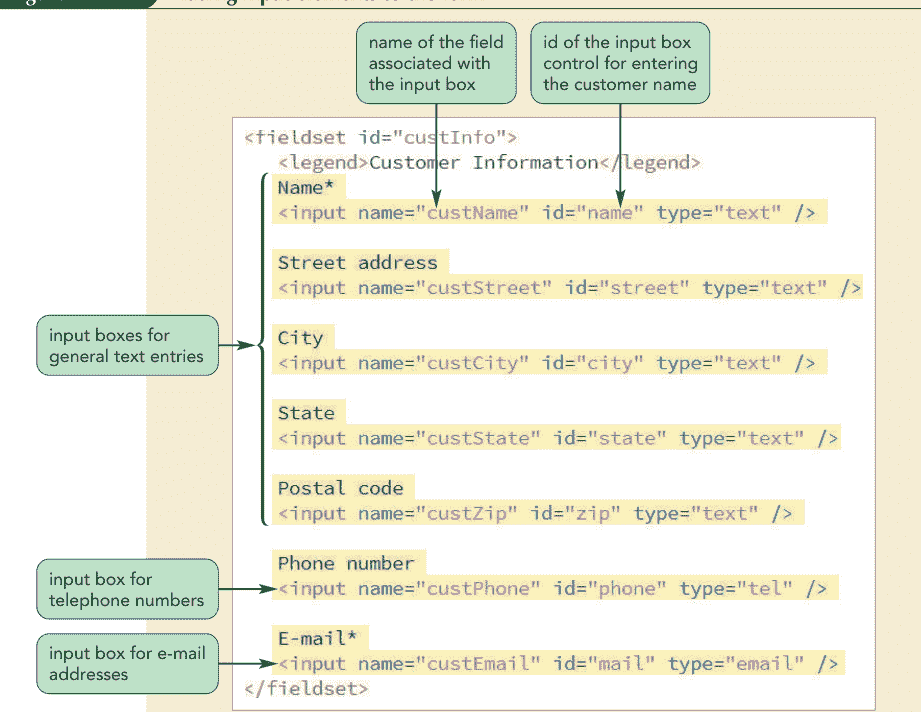 name of the field
associated with
the input box
id of the input box
control for entering
the customer name
<fieldset id="custInfo">
<legend>Customer Information</legend>
Name*
<input name="custName" id="name" type="text" />
Street address
<input name="custStreet" id="street" type="text" />
input boxes for
general text entries
City
<input name="custCity" id="city" type="text" />
State
<input name="custState" id="state" type="text" />
Postal code
<input name="custZip" id="zip" type="text" />
input box for
telephone numbers
Phone number
<input name="custPhone" id="phone" type="tel" />
input box for e-mail
addresses
E-mail*
<input name="custEmail" id="mail" type="email" />
</fieldset>